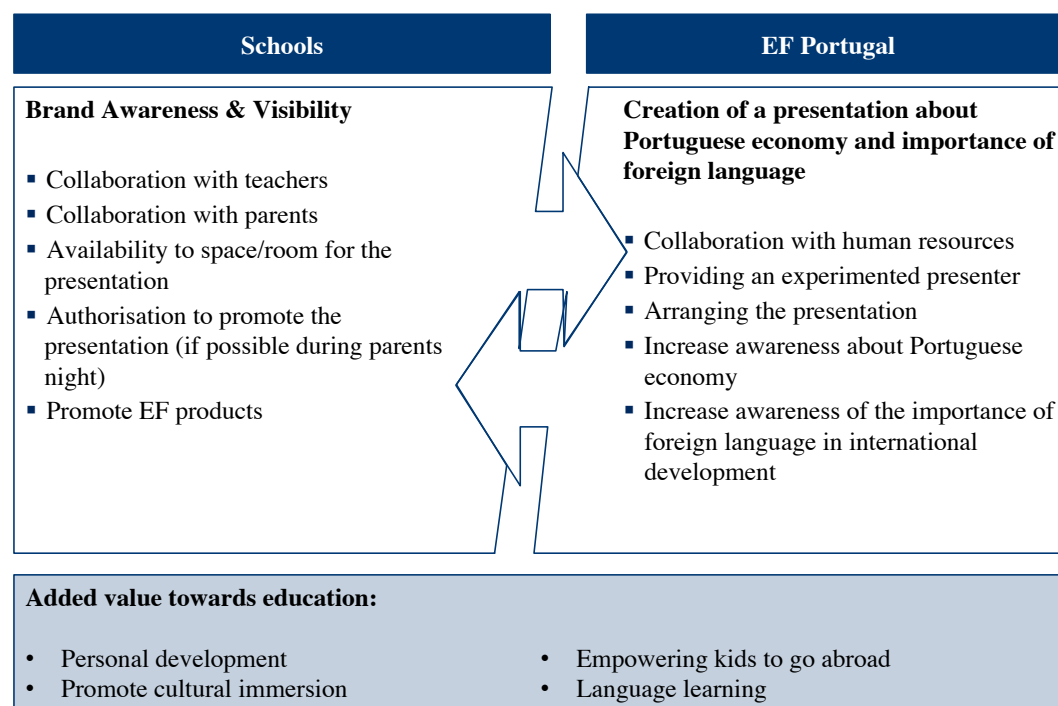 Schools
Brand Awareness & Visibility
▪ Collaboration with teachers
▪ Collaboration with parents
▪ Availability to space/room for the
presentation
▪ Authorisation to promote the
presentation (if possible during parents
night)
▪ Promote EF products
EF Portugal
Creation of a presentation about
Portuguese economy and importance of
foreign language
▪ Collaboration with human resources
▪ Providing an experimented presenter
▪ Arranging the presentation
▪ Increase awareness about Portuguese
economy
▪ Increase awareness of the importance of
foreign language in international
development
Added value towards education:
• Personal development
• Promote cultural immersion
• Empowering kids to go abroad
• Language learning